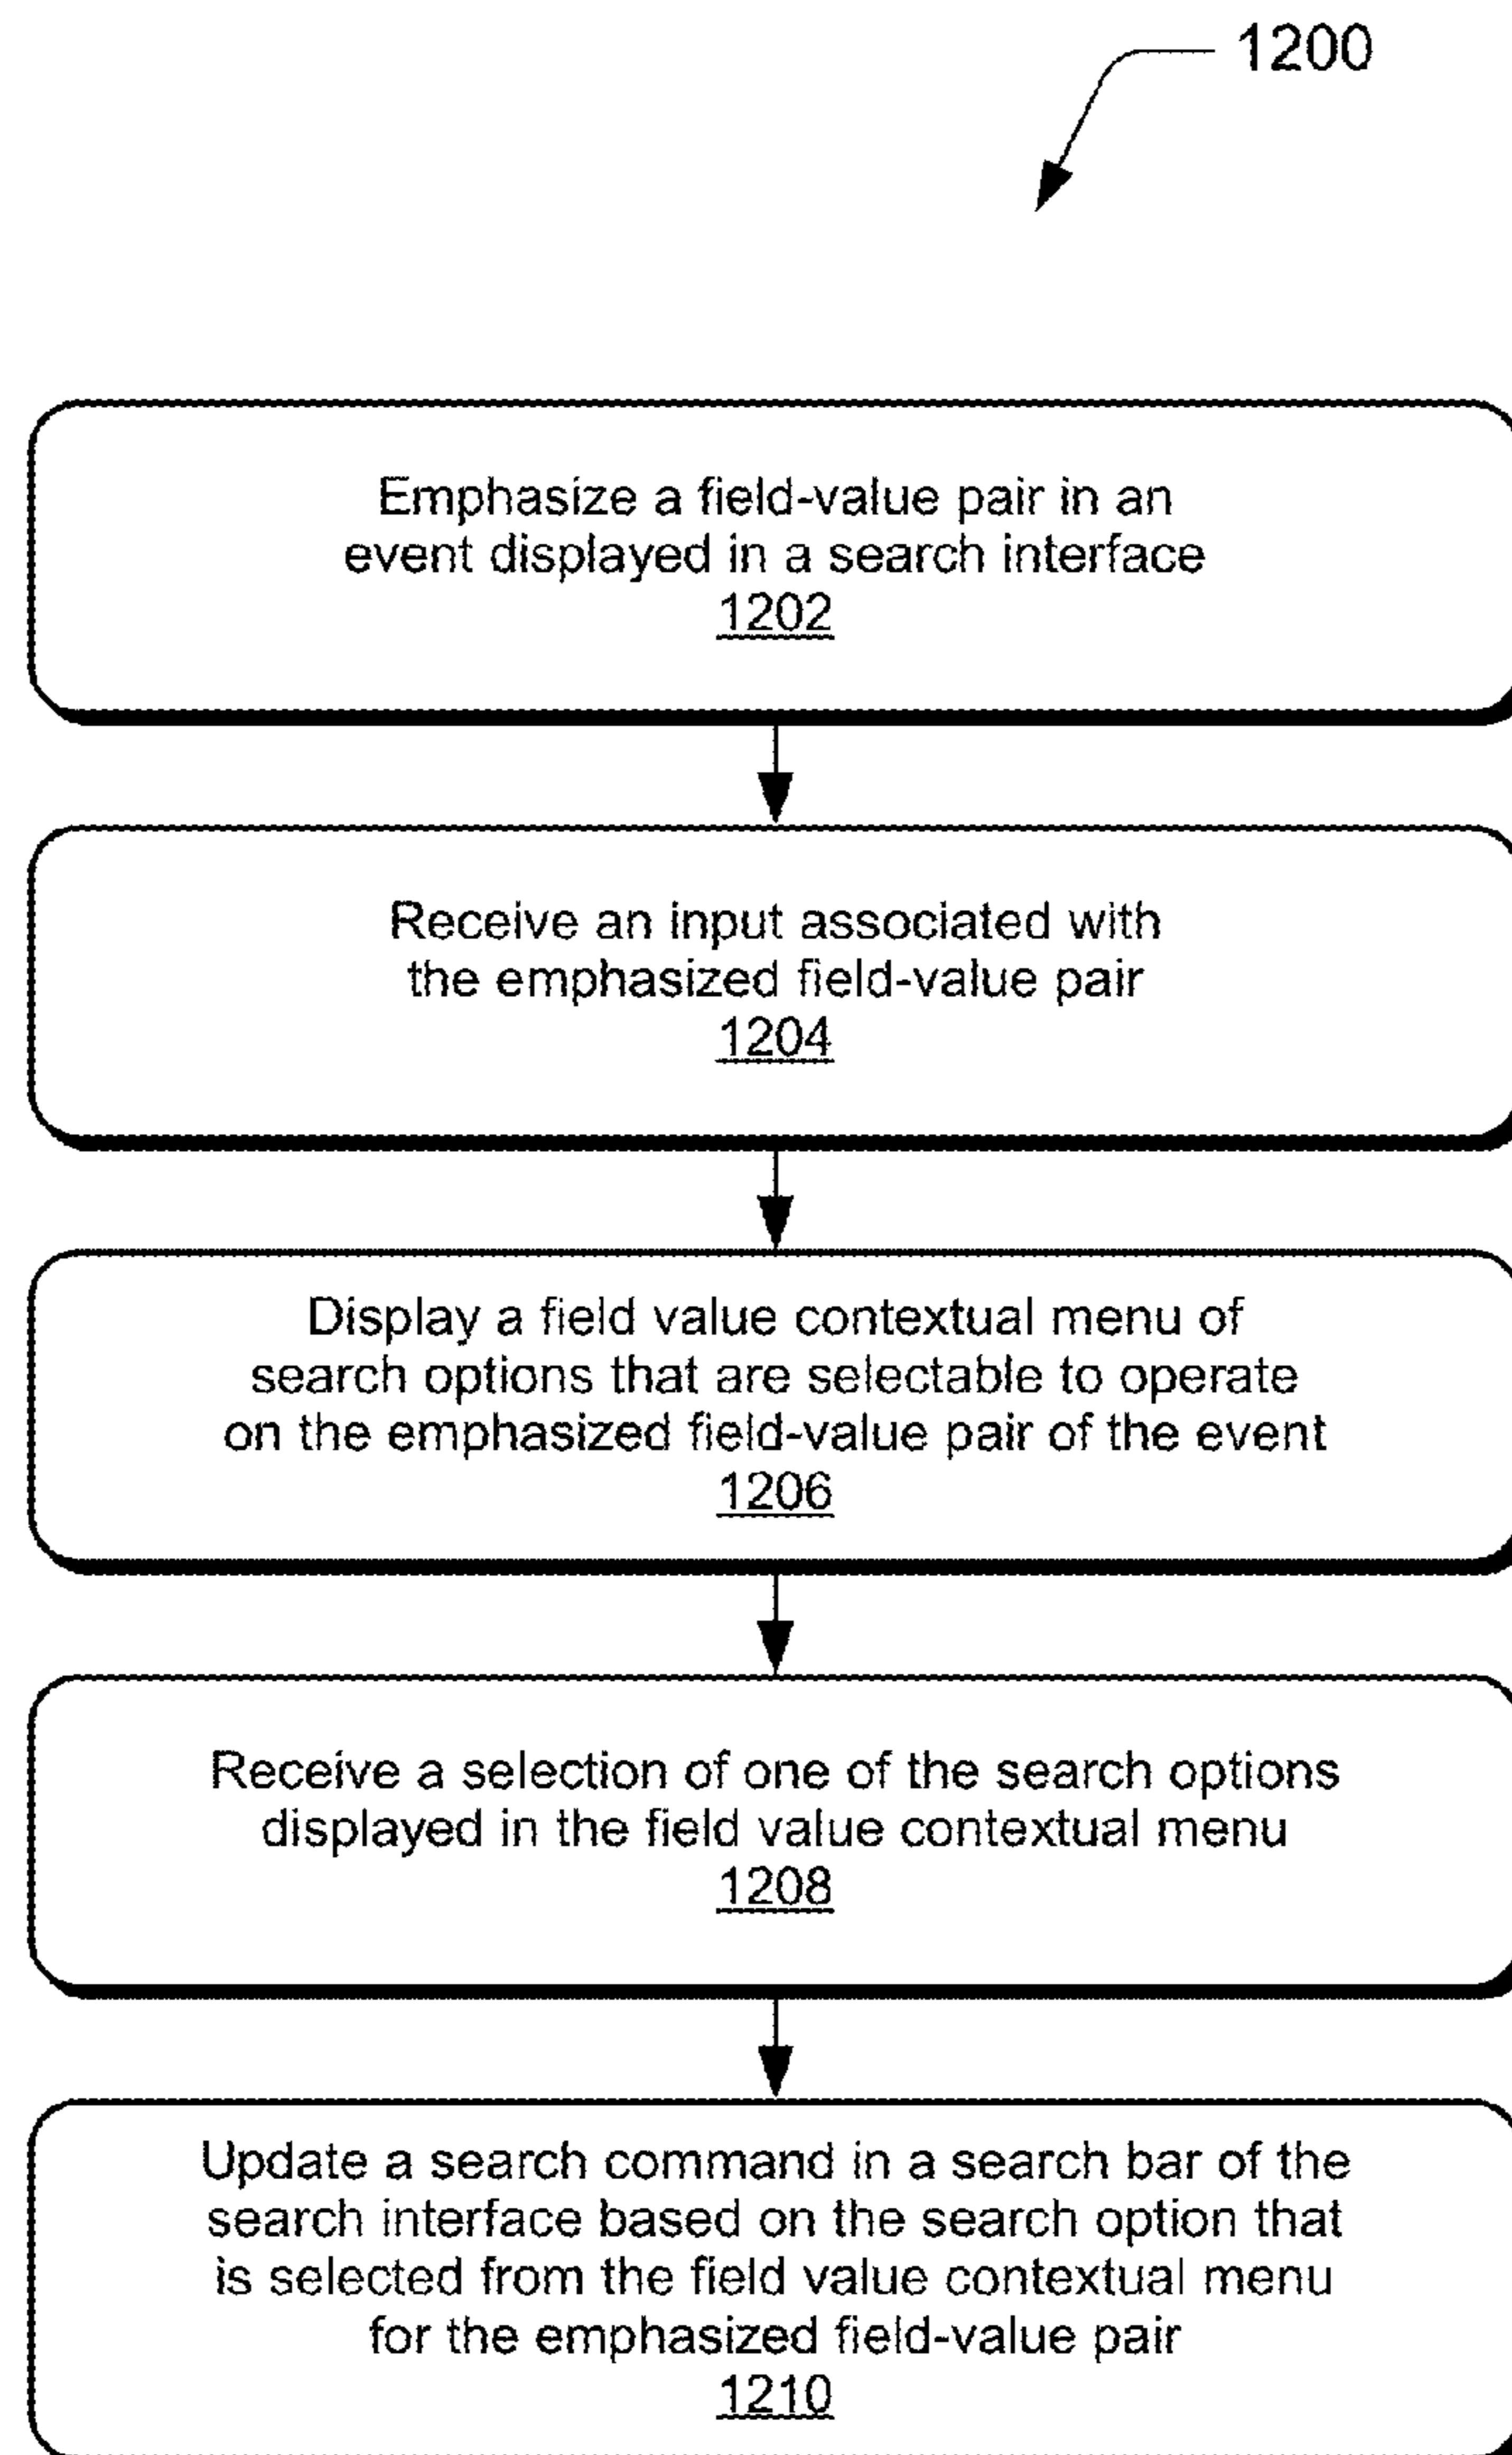 1200
Emphasize a field-value pair in an
event displayed in a search interface
1202
Receive an input associated with
the emphasized field-value pair
1204
Display a field value contextual menu of
search options that are selectable to operate
on the emphasized field-value pair of the event
1206
Receive a selection of one of the search options
displayed in the field value contextual menu
1208
Update a search command in a search bar of the
search interface based on the search option that
is selected from the field value contextual menu
for the emphasized field-value pair
1210